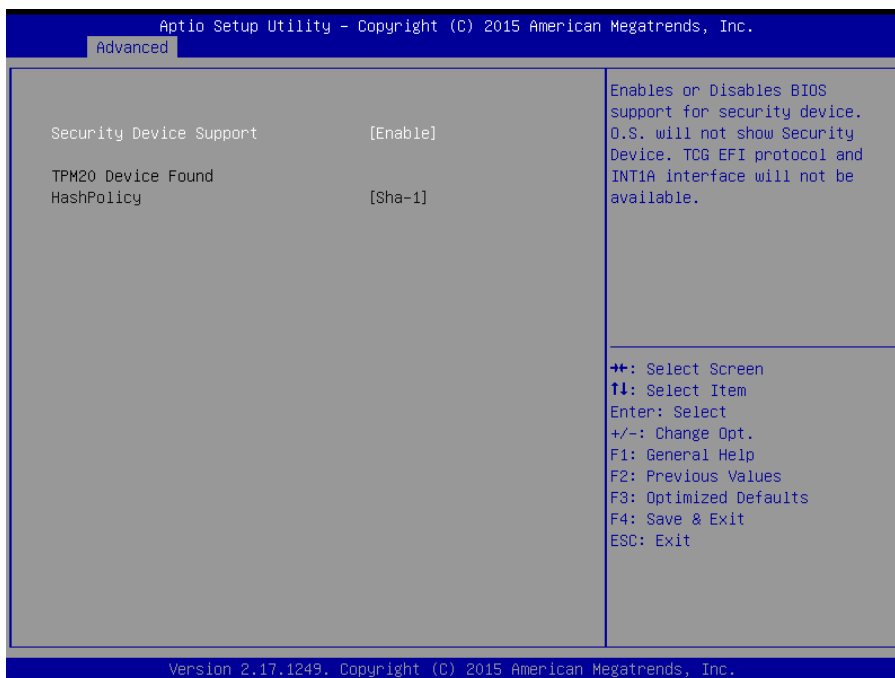 Aptio Setup Utility – Copyright (C) 2015 American Megatrends, Inc.
Advanced
Security Device Support [Enable]
TPM20 Device Found
HashPolicy [Sha-1]
Enables or Disables BIOS
support for security device.
O.S. will not show Security
Device. TCG EFI protocol and
INT1A interface will not be
available.
→←: Select Screen
↑↓: Select Item
Enter: Select
+/-: Change Opt.
F1: General Help
F2: Previous Values
F3: Optimized Defaults
F4: Save & Exit
ESC: Exit
Version 2.17.1249. Copyright (C) 2015 American Megatrends, Inc.